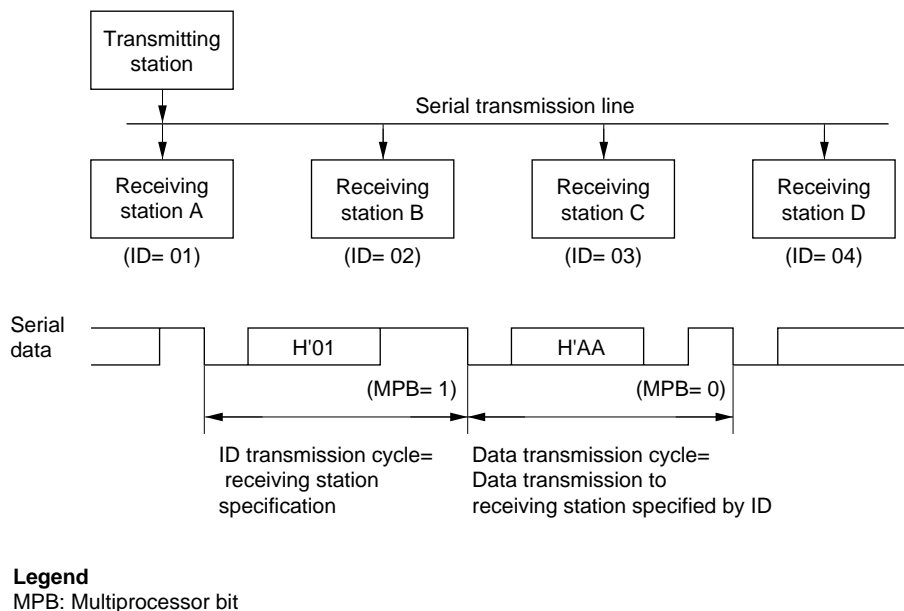 Transmitting
station
Serial transmission line
Receiving
station A
Receiving
station B
Receiving
station C
Receiving
station D
(ID= 01)
(ID= 02)
(ID= 03)
(ID= 04)
Serial
data
H'01
H'AA
(MPB= 1)
(MPB= 0)
ID transmission cycle=
receiving station
specification
Data transmission cycle=
Data transmission to
receiving station specified by ID
Legend
MPB: Multiprocessor bit